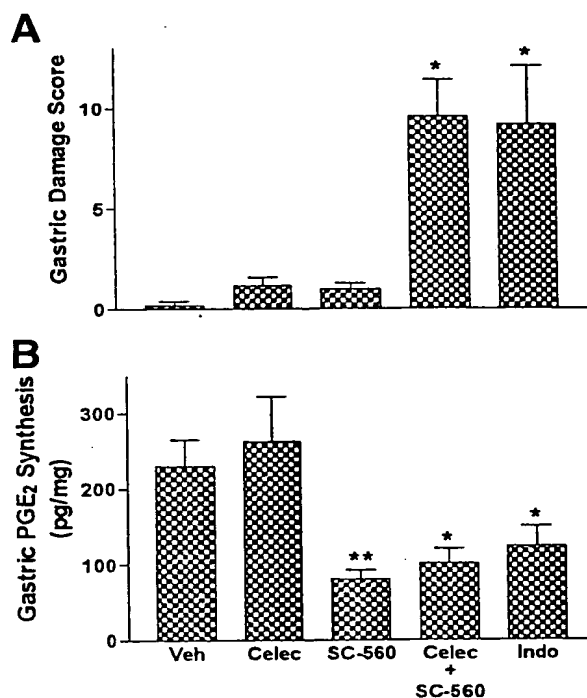 A
Gastric Damage Score
10
5
0
*
*
B
Gastric PGE₂ Synthesis
(pg/mg)
300
200
100
0
**
*
*
Veh
Celec
SC-560
Celec
+
SC-560
Indo